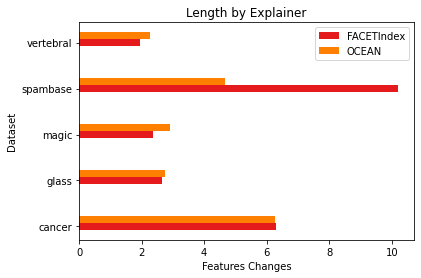 Length by Explainer
FACETIndex
OCEAN
Dataset
vertebral
spambase
magic
glass
cancer
0 2 4 6 8 10
Features Changes